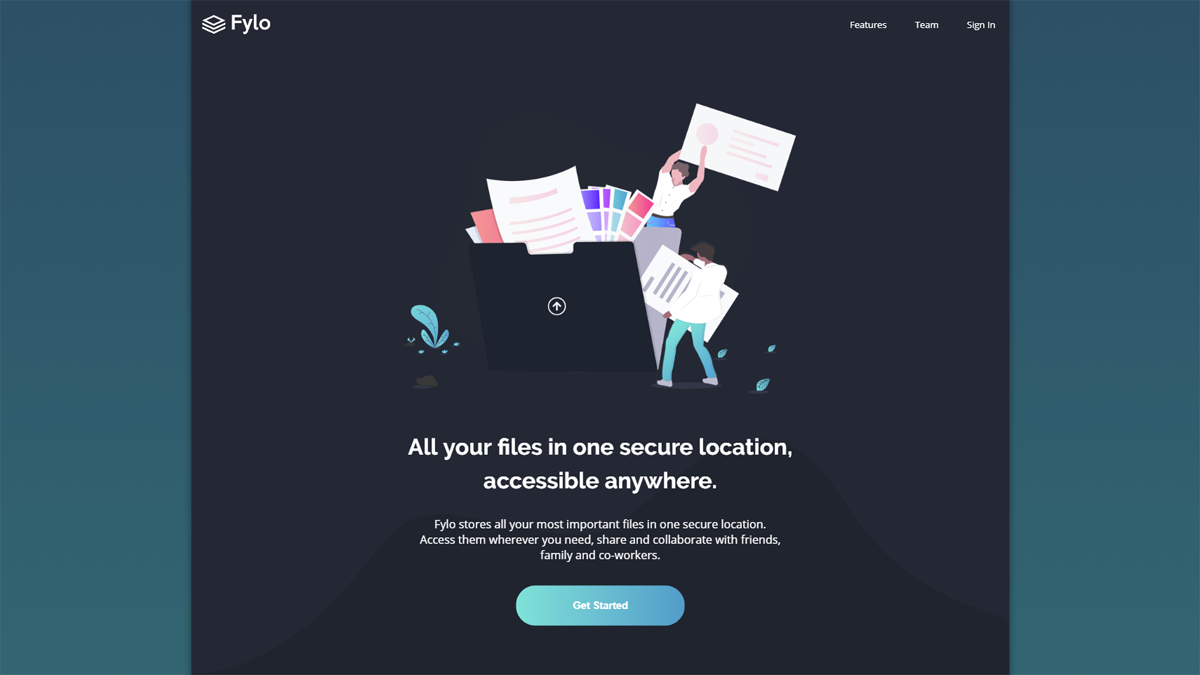 Fylo
Features
Team
Sign In
All your files in one secure location,
accessible anywhere.
Fylo stores all your most important files in one secure location.
Access them wherever you need, share and collaborate with friends,
family and co-workers.
Get Started